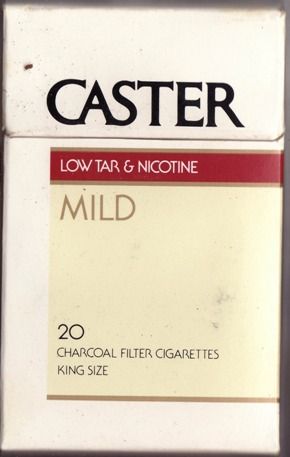 CASTER
LOW TAR & NICOTINE
MILD
20
CHARCOAL FILTER CIGARETTES
KING SIZE